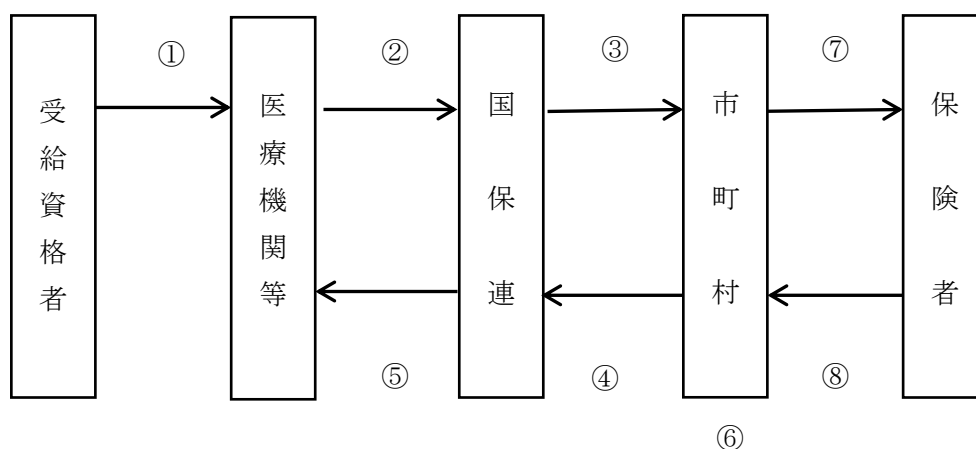 ①
②
③
⑦
受給資格者
医療機関等
国保連
市町村
保険者
⑤
④
⑧
⑥